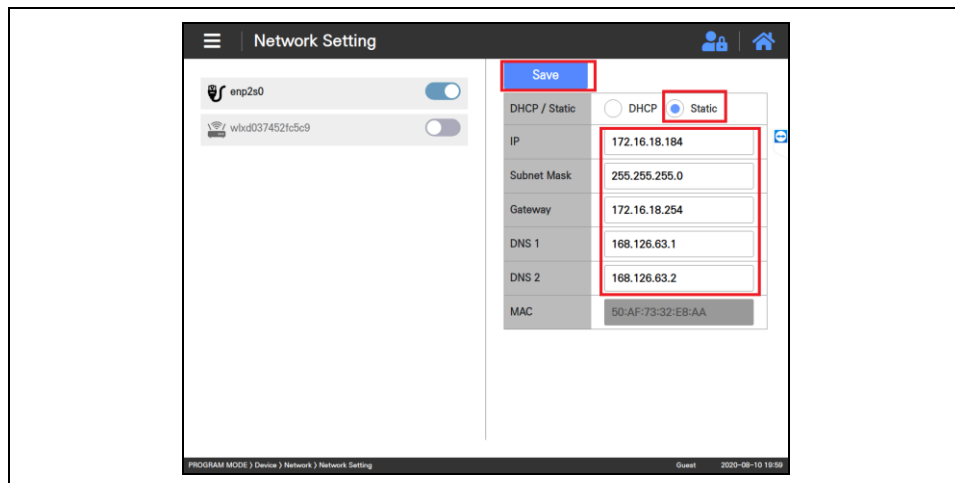 Network Setting
enp2s0
wlxd037452fc5c9
Save
DHCP / Static DHCP Static
IP 172.16.18.184
Subnet Mask 255.255.255.0
Gateway 172.16.18.254
DNS 1 168.126.63.1
DNS 2 168.126.63.2
MAC 50:AF:73:32:E8:AA
PROGRAM MODE 〉 Device 〉 Network 〉 Network Setting Guest 2020-08-10 19:59